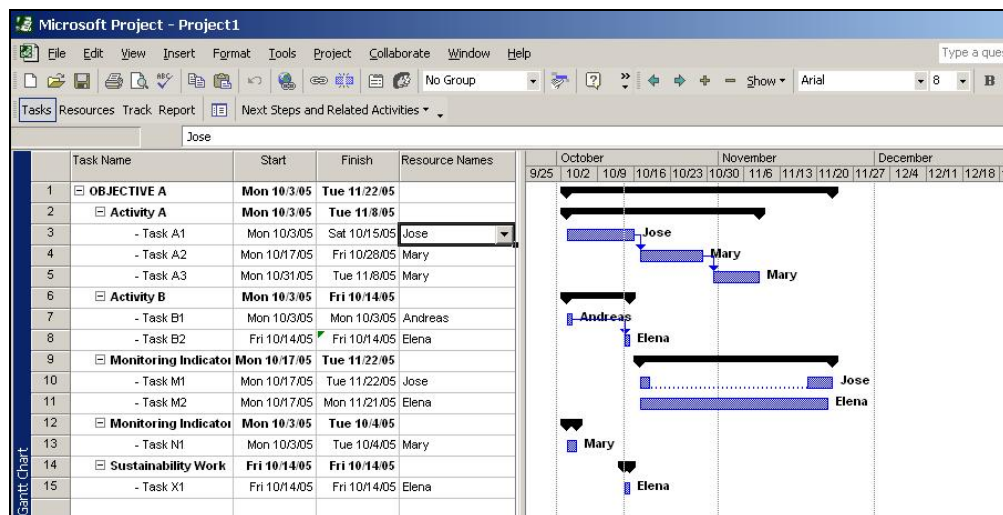 Microsoft Project - Project1
File Edit View Insert Format Tools Project Collaborate Window Help Type a ques
ABC No Group Show Arial 8 B
Tasks Resources Track Report Next Steps and Related Activities
Jose
Task Name Start Finish Resource Names October November December
9/25 10/2 10/9 10/16 10/23 10/30 11/6 11/13 11/20 11/27 12/4 12/11 12/18
1 OBJECTIVE A Mon 10/3/05 Tue 11/22/05
2 Activity A Mon 10/3/05 Tue 11/8/05
3 - Task A1 Mon 10/3/05 Sat 10/15/05 Jose Jose
4 - Task A2 Mon 10/17/05 Fri 10/28/05 Mary Mary
5 - Task A3 Mon 10/31/05 Tue 11/8/05 Mary Mary
6 Activity B Mon 10/3/05 Fri 10/14/05
7 - Task B1 Mon 10/3/05 Mon 10/3/05 Andreas Andreas
8 - Task B2 Fri 10/14/05 Fri 10/14/05 Elena Elena
9 Monitoring Indicator Mon 10/17/05 Tue 11/22/05
10 - Task M1 Mon 10/17/05 Tue 11/22/05 Jose Jose
11 - Task M2 Mon 10/17/05 Mon 11/21/05 Elena Elena
12 Monitoring Indicator Mon 10/3/05 Tue 10/4/05
13 - Task N1 Mon 10/3/05 Tue 10/4/05 Mary Mary
14 Sustainability Work Fri 10/14/05 Fri 10/14/05
15 - Task X1 Fri 10/14/05 Fri 10/14/05 Elena Elena
Gantt Chart